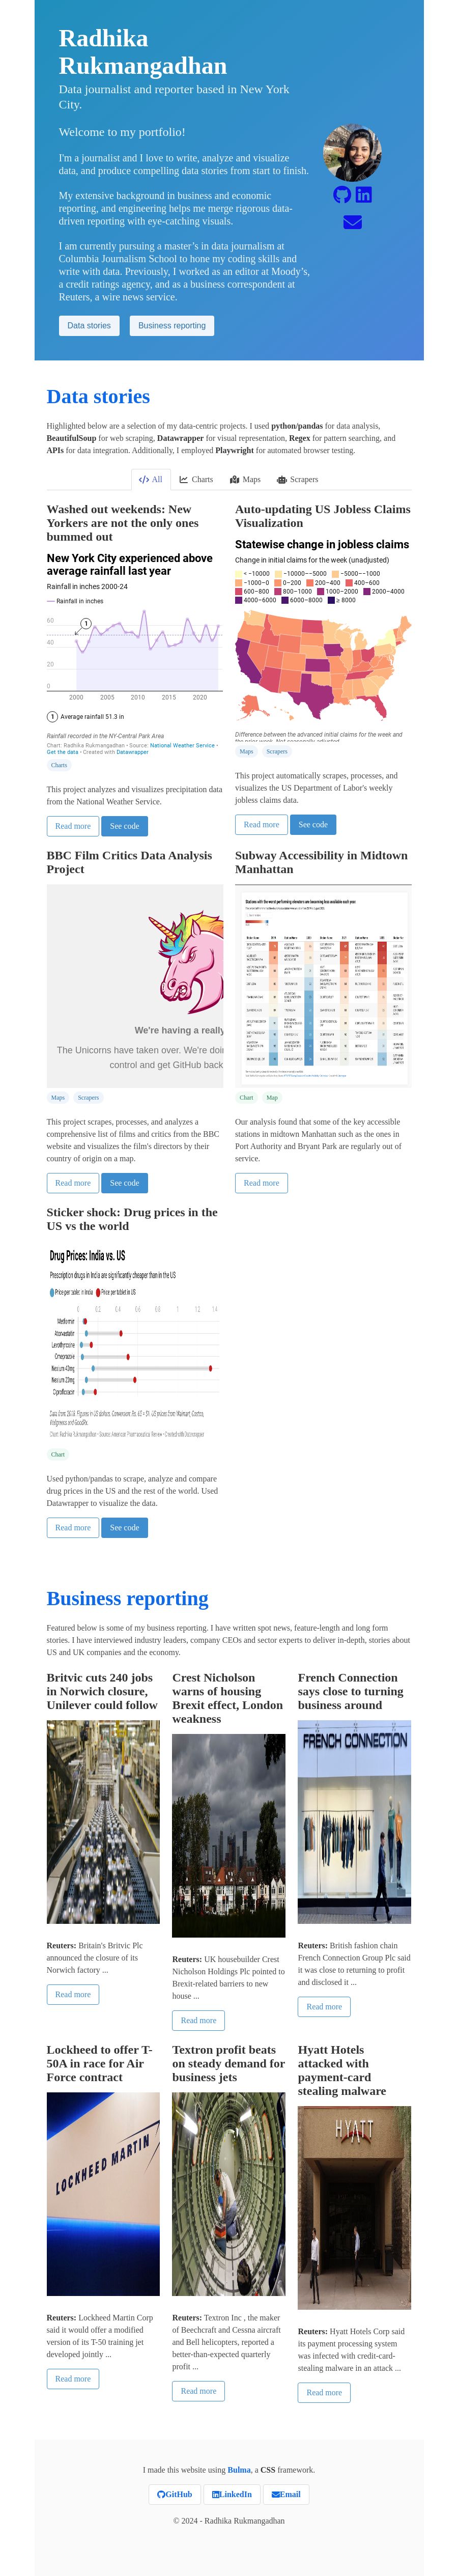 Radhika
Rukmangadhan
Data journalist and reporter based in New York
City.
Welcome to my portfolio!
I'm a journalist and I love to write, analyze and visualize
data, and produce compelling data stories from start to finish.
My extensive background in business and economic
reporting, and engineering helps me merge rigorous data-
driven reporting with eye-catching visuals.
I am currently pursuing a master’s in data journalism at
Columbia Journalism School to hone my coding skills and
write with data. Previously, I worked as an editor at Moody’s,
a credit ratings agency, and as a business correspondent at
Reuters, a wire news service.
Data stories
Business reporting
Data stories
Highlighted below are a selection of my data-centric projects. I used python/pandas for data analysis,
BeautifulSoup for web scraping, Datawrapper for visual representation, Regex for pattern searching, and
APIs for data integration. Additionally, I employed Playwright for automated browser testing.
All
Charts
Maps
Scrapers
Washed out weekends: New
Yorkers are not the only ones
bummed out
New York City experienced above
average rainfall last year
Rainfall in inches 2000-24
Rainfall in inches
60
40
20
0
1
2000 2005 2010 2015 2020
1 Average rainfall 51.3 in
Rainfall recorded in the NY-Central Park Area
Chart: Radhika Rukmangadhan • Source: National Weather Service •
Get the data • Created with Datawrapper
Charts
This project analyzes and visualizes precipitation data
from the National Weather Service.
Read more
See code
Auto-updating US Jobless Claims
Visualization
Statewise change in jobless claims
Change in initial claims for the week (unadjusted)
< −10000 −10000–−5000 −5000–−1000
−1000–0 0–200 200–400 400–600
600–800 800–1000 1000–2000 2000–4000
4000–6000 6000–8000 ≥ 8000
Difference between the advanced initial claims for the week and
Maps
Scrapers
This project automatically scrapes, processes, and
visualizes the US Department of Labor's weekly
jobless claims data.
Read more
See code
BBC Film Critics Data Analysis
Project
We're having a really
The Unicorns have taken over. We're doi
control and get GitHub back
Maps
Scrapers
This project scrapes, processes, and analyzes a
comprehensive list of films and critics from the BBC
website and visualizes the film's directors by their
country of origin on a map.
Read more
See code
Subway Accessibility in Midtown
Manhattan
Stations with the worst performing elevators are becoming less available each year
Chart
Map
Our analysis found that some of the key accessible
stations in midtown Manhattan such as the ones in
Port Authority and Bryant Park are regularly out of
service.
Read more
Sticker shock: Drug prices in the
US vs the world
Drug Prices: India vs. US
Prescription drugs in India are significantly cheaper than in the US
Price per tablet in India Price per tablet in US
0 0.2 0.4 0.6 0.8 1 1.2 1.4
Metformin
Atorvastatin
Levothyroxine
Omeprazole
Nexium 40mg
Nexium 20mg
Ciprofloxacin
Chart
Used python/pandas to scrape, analyze and compare
drug prices in the US and the rest of the world. Used
Datawrapper to visualize the data.
Read more
See code
Business reporting
Featured below is some of my business reporting. I have written spot news, feature-length and long form
stories. I have interviewed industry leaders, company CEOs and sector experts to deliver in-depth, stories about
US and UK companies and the economy.
Britvic cuts 240 jobs
in Norwich closure,
Unilever could follow
Reuters: Britain's Britvic Plc
announced the closure of its
Norwich factory ...
Read more
Crest Nicholson
warns of housing
Brexit effect, London
weakness
Reuters: UK housebuilder Crest
Nicholson Holdings Plc pointed to
Brexit-related barriers to new
house ...
Read more
French Connection
says close to turning
business around
FRENCH CONNECTION
Reuters: British fashion chain
French Connection Group Plc said
it was close to returning to profit
and disclosed it ...
Read more
Lockheed to offer T-
50A in race for Air
Force contract
LOCKHEED MARTIN
Reuters: Lockheed Martin Corp
said it would offer a modified
version of its T-50 training jet
developed jointly ...
Read more
Textron profit beats
on steady demand for
business jets
Reuters: Textron Inc , the maker
of Beechcraft and Cessna aircraft
and Bell helicopters, reported a
better-than-expected quarterly
profit ...
Read more
Hyatt Hotels
attacked with
payment-card
stealing malware
HYATT
Reuters: Hyatt Hotels Corp said
its payment processing system
was infected with credit-card-
stealing malware in an attack ...
Read more
I made this website using Bulma, a CSS framework.
GitHub
LinkedIn
Email
© 2024 - Radhika Rukmangadhan